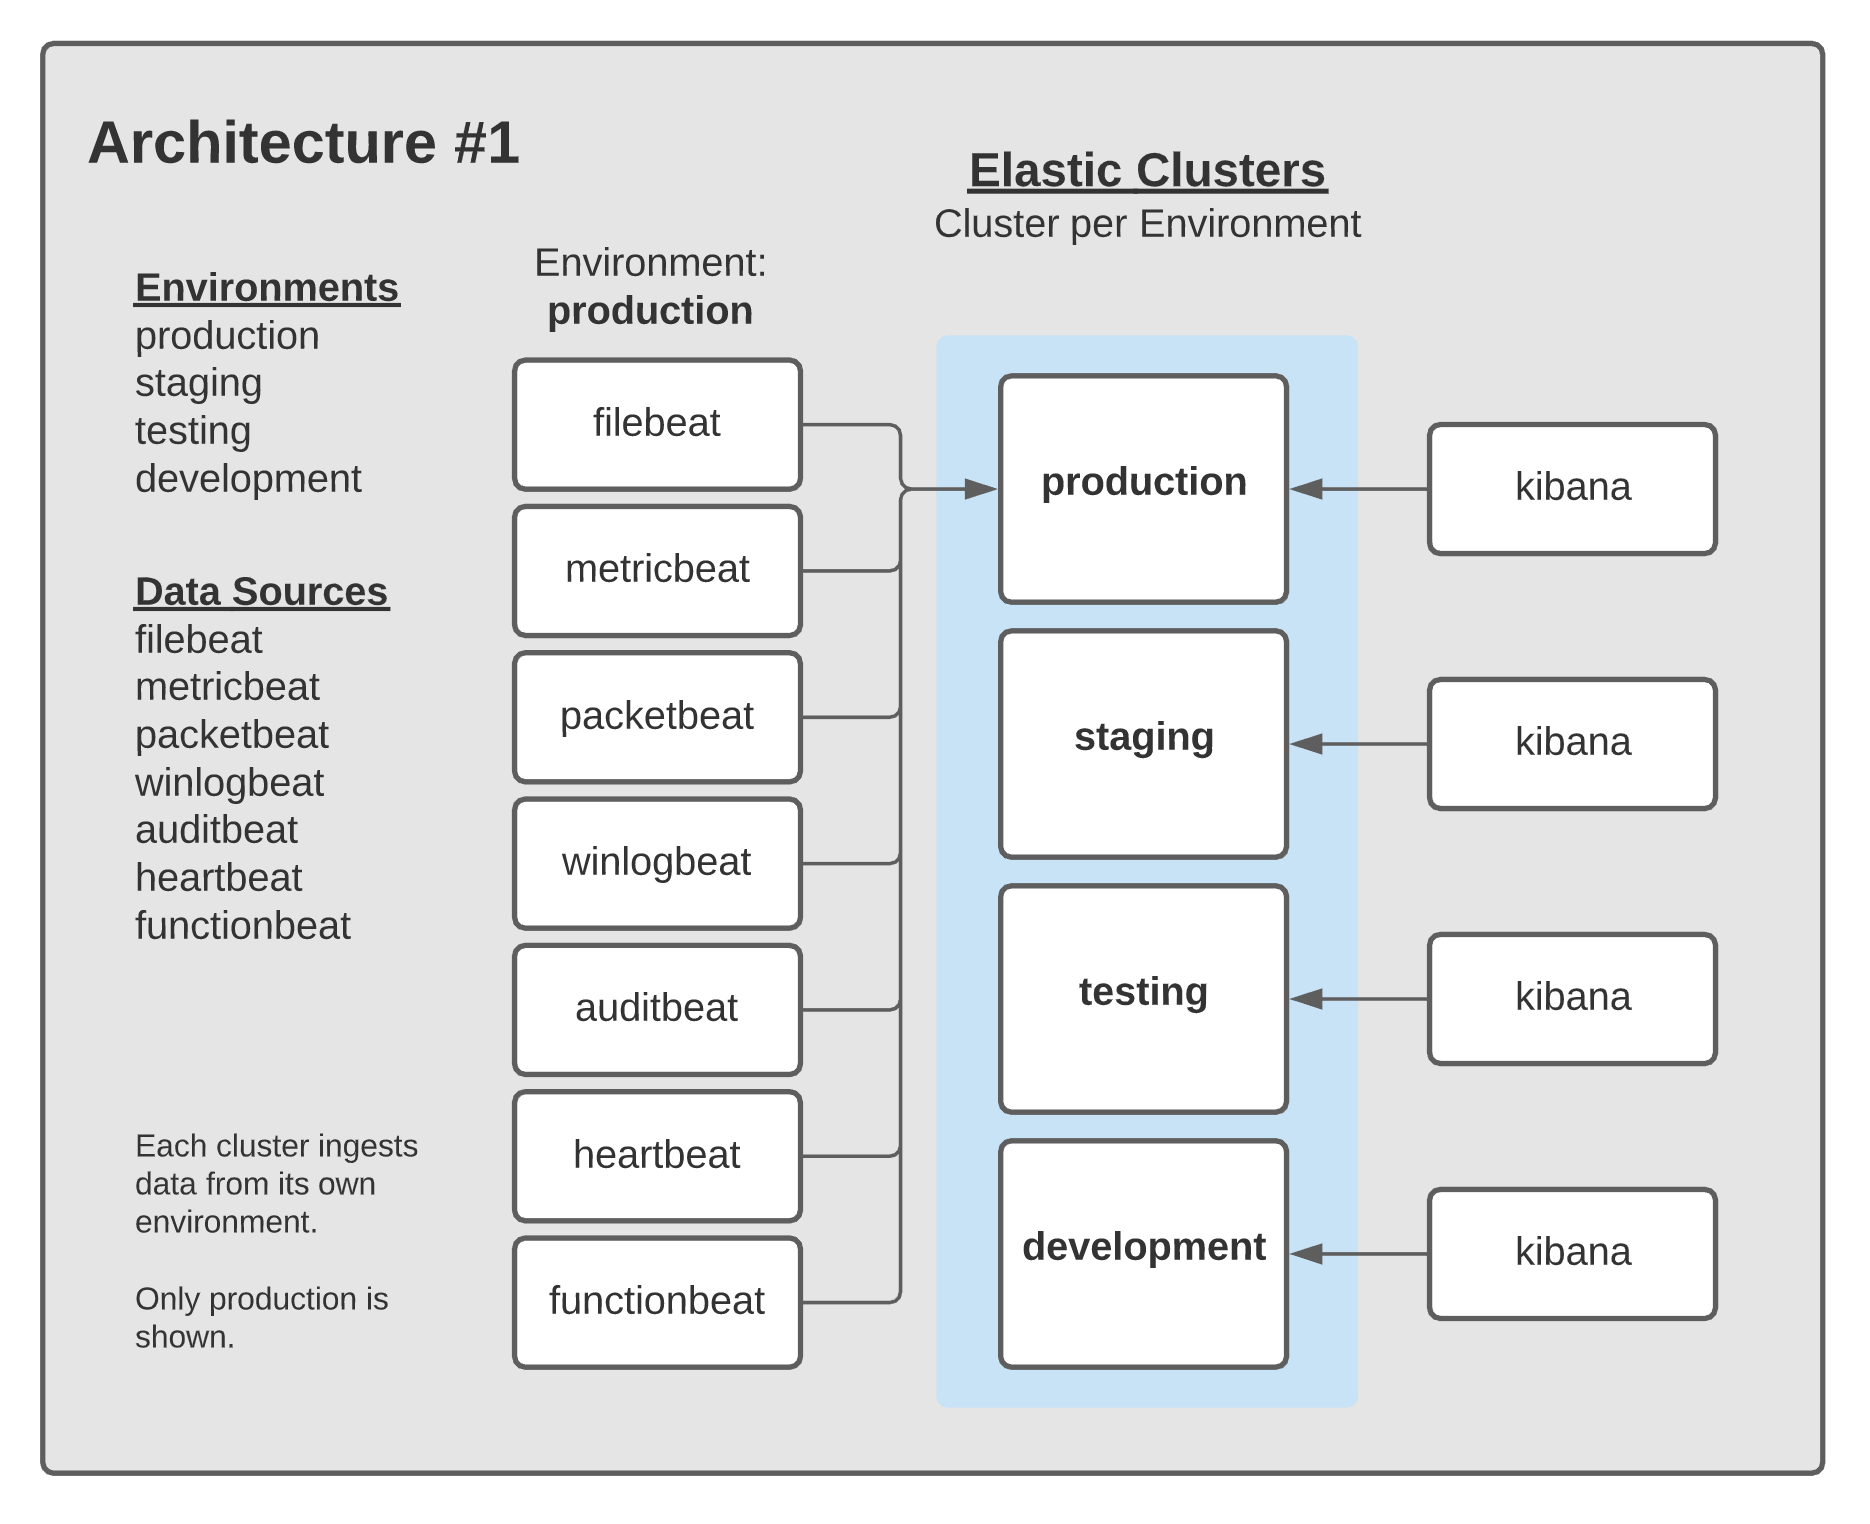 Architecture #1
Elastic Clusters
Cluster per Environment
Environments
production
staging
testing
development
Data Sources
filebeat
metricbeat
packetbeat
winlogbeat
auditbeat
heartbeat
functionbeat
Each cluster ingests
data from its own
environment.
Only production is
shown.
Environment:
production
filebeat
metricbeat
packetbeat
winlogbeat
auditbeat
heartbeat
functionbeat
production
staging
testing
development
kibana
kibana
kibana
kibana